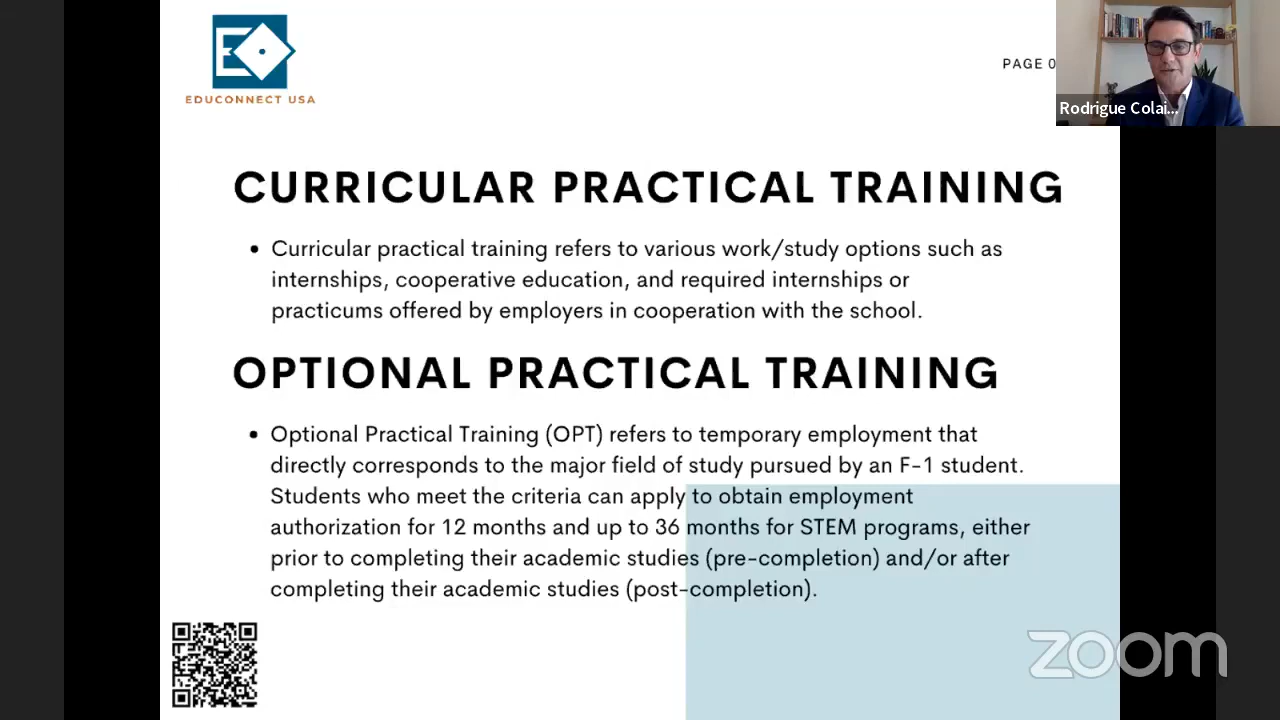 EDUCONNECT USA
PAGE 0
Rodrigue Colai...
CURRICULAR PRACTICAL TRAINING
• Curricular practical training refers to various work/study options such as
internships, cooperative education, and required internships or
practicums offered by employers in cooperation with the school.
OPTIONAL PRACTICAL TRAINING
• Optional Practical Training (OPT) refers to temporary employment that
directly corresponds to the major field of study pursued by an F-1 student.
Students who meet the criteria can apply to obtain employment
authorization for 12 months and up to 36 months for STEM programs, either
prior to completing their academic studies (pre-completion) and/or after
completing their academic studies (post-completion).
zoom